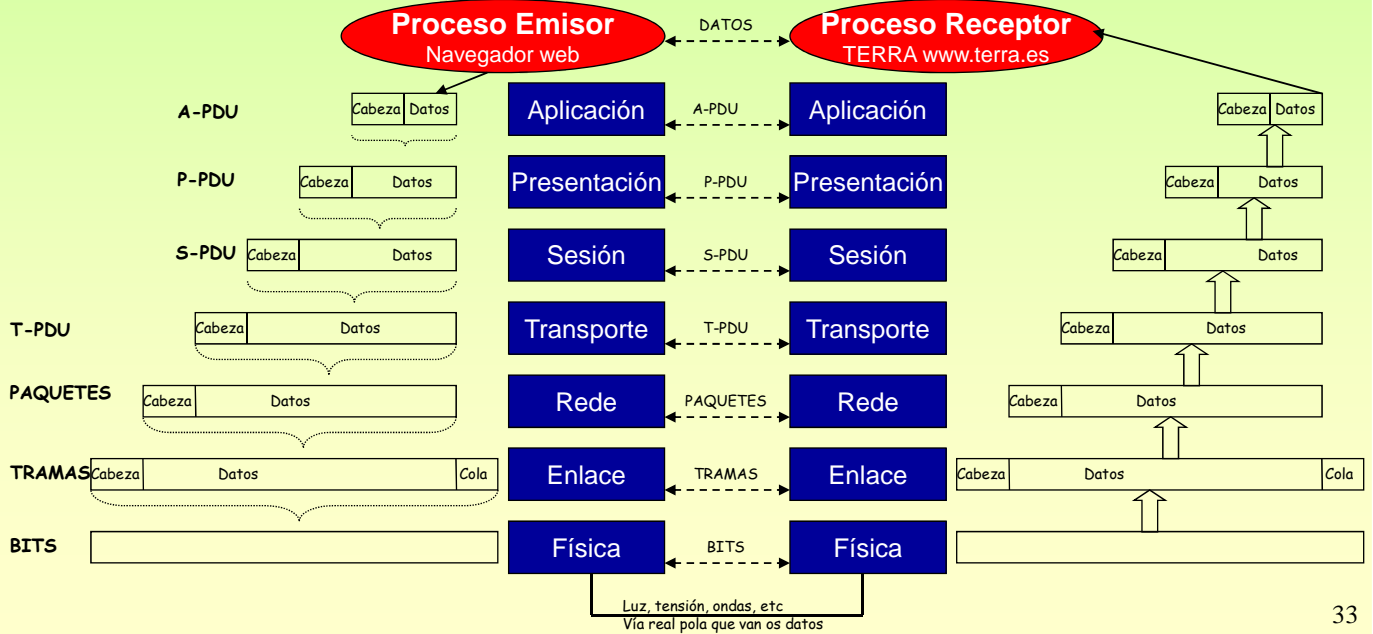 Proceso Emisor
Navegador web
DATOS
Proceso Receptor
TERRA www.terra.es
A-PDU
Cabeza Datos
Aplicación
A-PDU
Aplicación
Cabeza Datos
P-PDU
Cabeza Datos
Presentación
P-PDU
Presentación
Cabeza Datos
S-PDU
Cabeza Datos
Sesión
S-PDU
Sesión
Cabeza Datos
T-PDU
Cabeza Datos
Transporte
T-PDU
Transporte
Cabeza Datos
PAQUETES
Cabeza Datos
Rede
PAQUETES
Rede
Cabeza Datos
TRAMAS
Cabeza Datos Cola
Enlace
TRAMAS
Enlace
Cabeza Datos Cola
BITS
Física
BITS
Física
Luz, tensión, ondas, etc
Vía real pola que van os datos
33